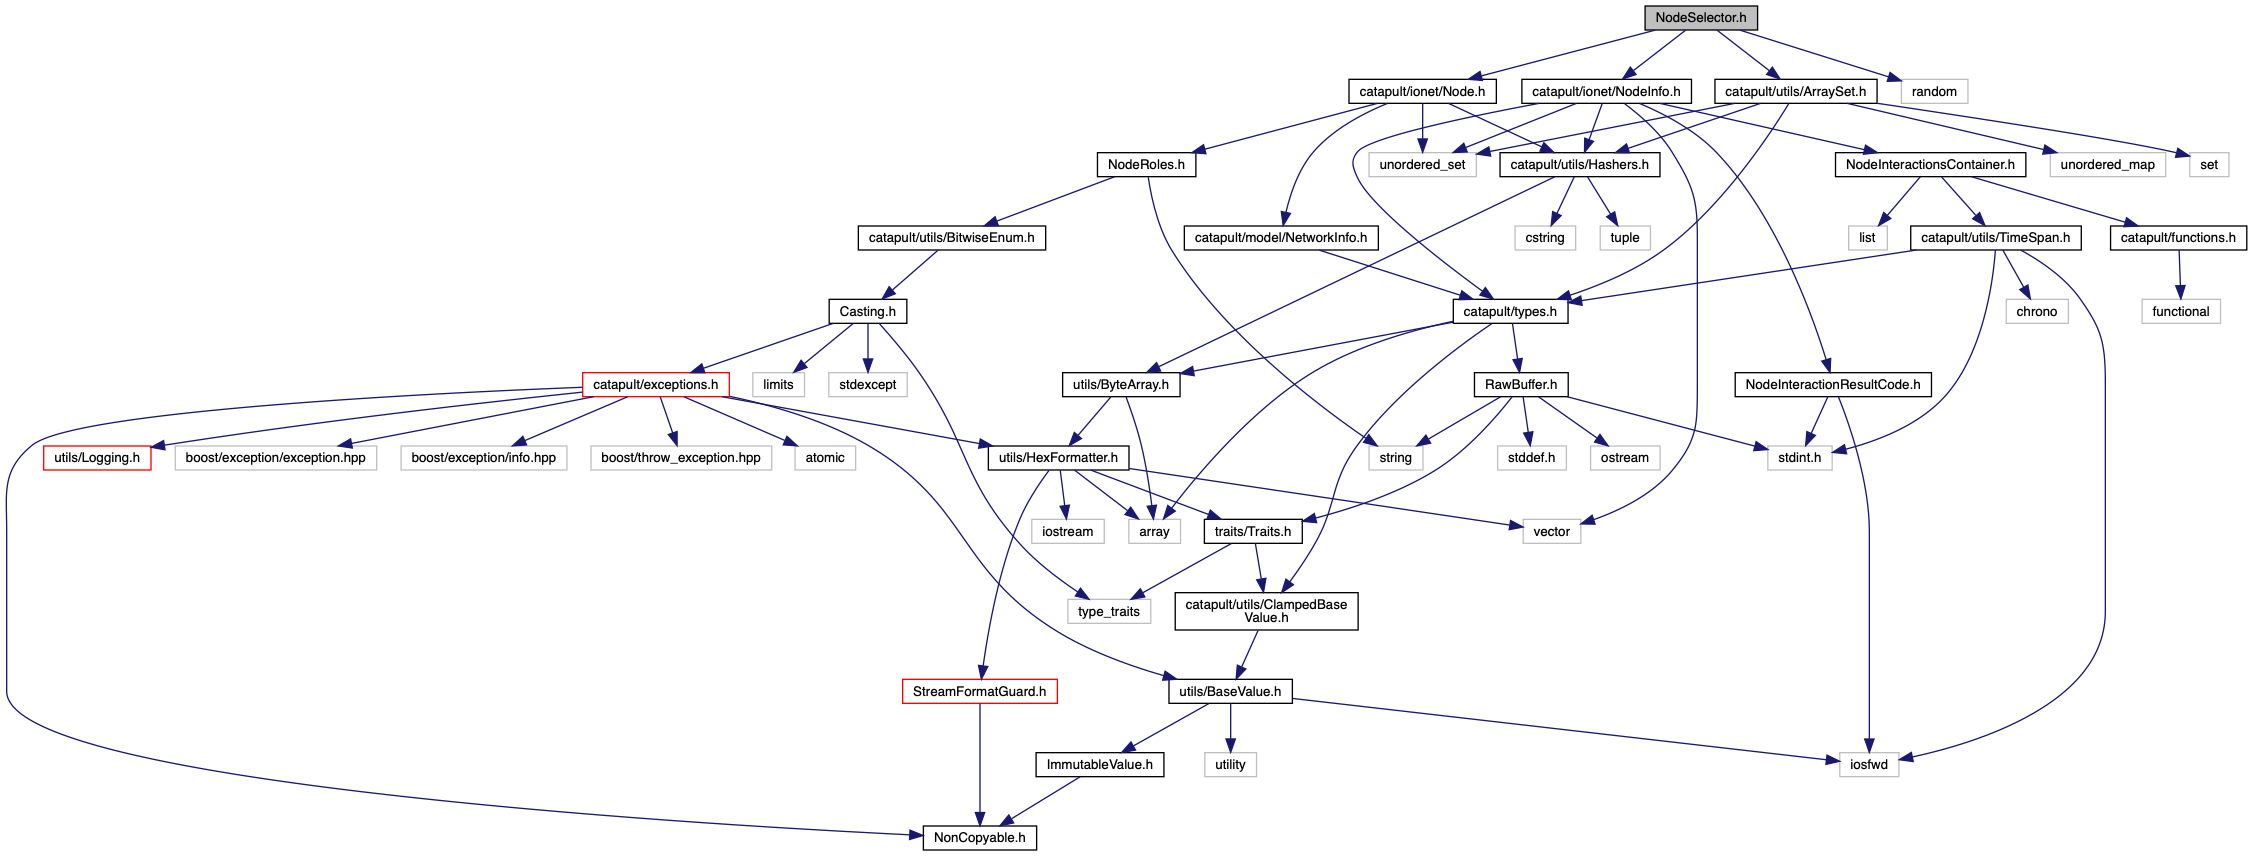 NodeSelector.h
catapult/ionet/Node.h
catapult/ionet/NodeInfo.h
catapult/utils/ArraySet.h
random
NodeRoles.h
unordered_set
catapult/utils/Hashers.h
NodeInteractionsContainer.h
unordered_map
set
catapult/utils/BitwiseEnum.h
catapult/model/NetworkInfo.h
cstring
tuple
list
catapult/utils/TimeSpan.h
catapult/functions.h
Casting.h
catapult/types.h
chrono
functional
catapult/exceptions.h
limits
stdexcept
utils/ByteArray.h
RawBuffer.h
NodeInteractionResultCode.h
utils/Logging.h
boost/exception/exception.hpp
boost/exception/info.hpp
boost/throw_exception.hpp
atomic
utils/HexFormatter.h
string
stddef.h
ostream
stdint.h
iostream
array
traits/Traits.h
vector
type_traits
catapult/utils/ClampedBase
Value.h
StreamFormatGuard.h
utils/BaseValue.h
ImmutableValue.h
utility
iosfwd
NonCopyable.h